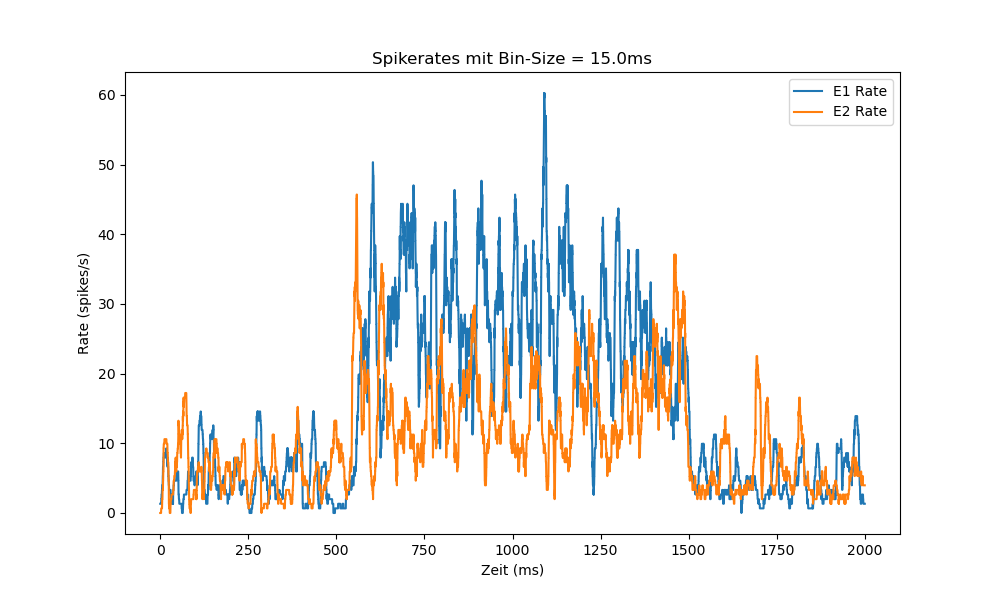 Spikerates mit Bin-Size = 15.0ms
E1 Rate
E2 Rate
Rate (spikes/s)
60
50
40
30
20
10
0
0 250 500 750 1000 1250 1500 1750 2000
Zeit (ms)